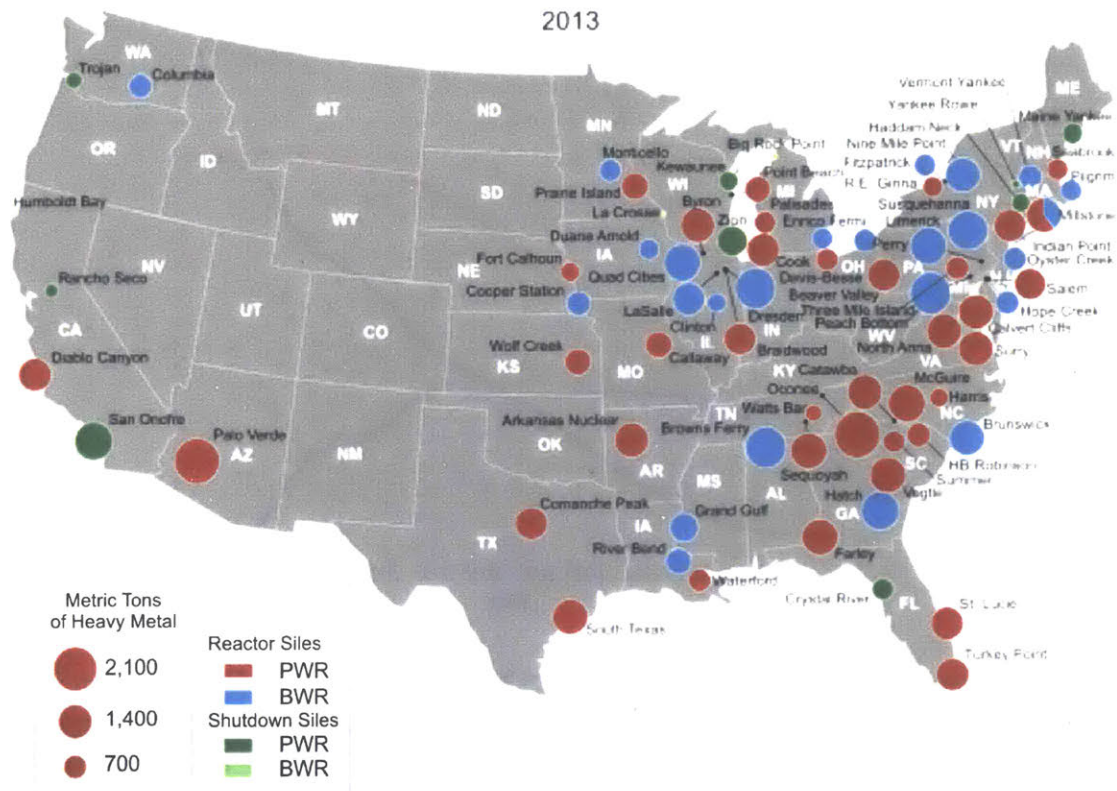 2013
WA
Trojan
Columbia
MT
ND
MN
OR
ID
Monticello
SD
WI
Prairie Island
WY
La Crosse
Humboldt Bay
Big Rock Point
Kewaunee
Point Beach
MI
Byron
Palisades
Zion
Enrico Fermi
Duane Arnold
IA
Fort Calhoun
NE
Quad Cities
Cooper Station
Cook
OH
Perry
Davis-Besse
Beaver Valley
LaSalle
Dresden
Clinton
IL
IN
Braidwood
Callaway
Vermont Yankee
Yankee Rowe
ME
Maine Yankee
Haddam Neck
VT
NH
Seabrook
Nine Mile Point
Fitzpatrick
Pilgrim
R.E. Ginna
MA
NY
Susquehanna
Millstone
Limerick
Indian Point
PA
Oyster Creek
Salem
Three Mile Island
Hope Creek
Peach Bottom
Calvert Cliffs
WV
North Anna
VA
Surry
NV
Rancho Seco
UT
CA
CO
Diablo Canyon
KS
Wolf Creek
MO
KY
Catawba
McGuire
Oconee
Harris
NC
Watts Bar
TN
Browns Ferry
Brunswick
San Onofre
Palo Verde
AZ
NM
Arkansas Nuclear
OK
AR
MS
AL
Sequoyah
SC
HB Robinson
Summer
Vogtle
Hatch
GA
Comanche Peak
TX
IA
Grand Gulf
River Bend
Waterford
South Texas
Farley
Crystal River
FL
St. Lucie
Turkey Point
Metric Tons
of Heavy Metal
2,100
1,400
700
Reactor Siles
PWR
BWR
Shutdown Siles
PWR
BWR